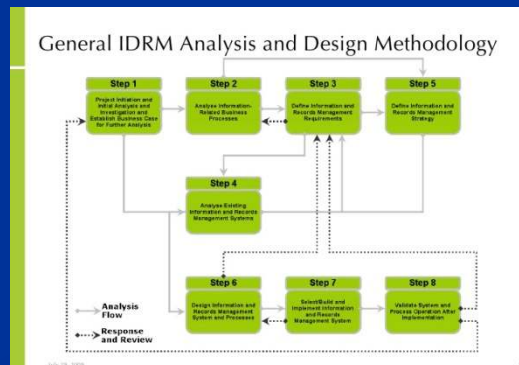 General IDRM Analysis and Design Methodology
Step 1
Project Initiation and
Initial Analysis and
Investigation and
Establish Business Case
for Further Analysis
Step 2
Analyse Information-
Related Business
Processes
Step 3
Define Information and
Records Management
Requirements
Step 5
Define Information and
Records Management
Strategy
Step 4
Analyse Existing
Information and Records
Management Systems
Step 6
Design Information and
Records Management
System and Processes
Step 7
Select/Build and
Implement Information
and Records
Management System
Step 8
Validate System and
Process Operation After
Implementation
Analysis
Flow
Response
and Review